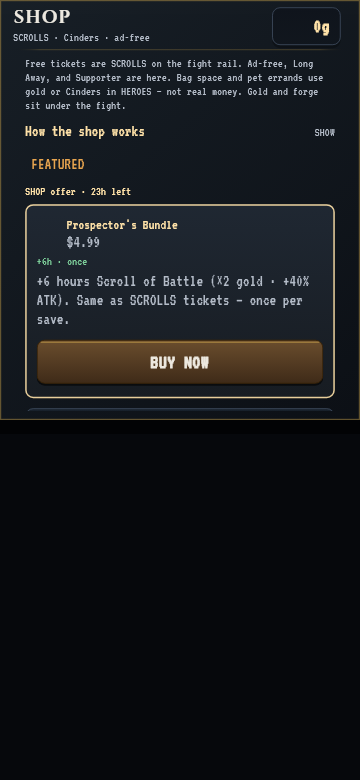 SHOP
0g
SCROLLS · Cinders · ad-free
Free tickets are SCROLLS on the fight rail. Ad-free, Long
Away, and Supporter are here. Bag space and pet errands use
gold or Cinders in HEROES — not real money. Gold and forge
sit under the fight.
How the shop works
SHOW
FEATURED
SHOP offer · 23h left
Prospector's Bundle
$4.99
+6h · once
+6 hours Scroll of Battle (×2 gold · +40%
ATK). Same as SCROLLS tickets — once per
save.
BUY NOW